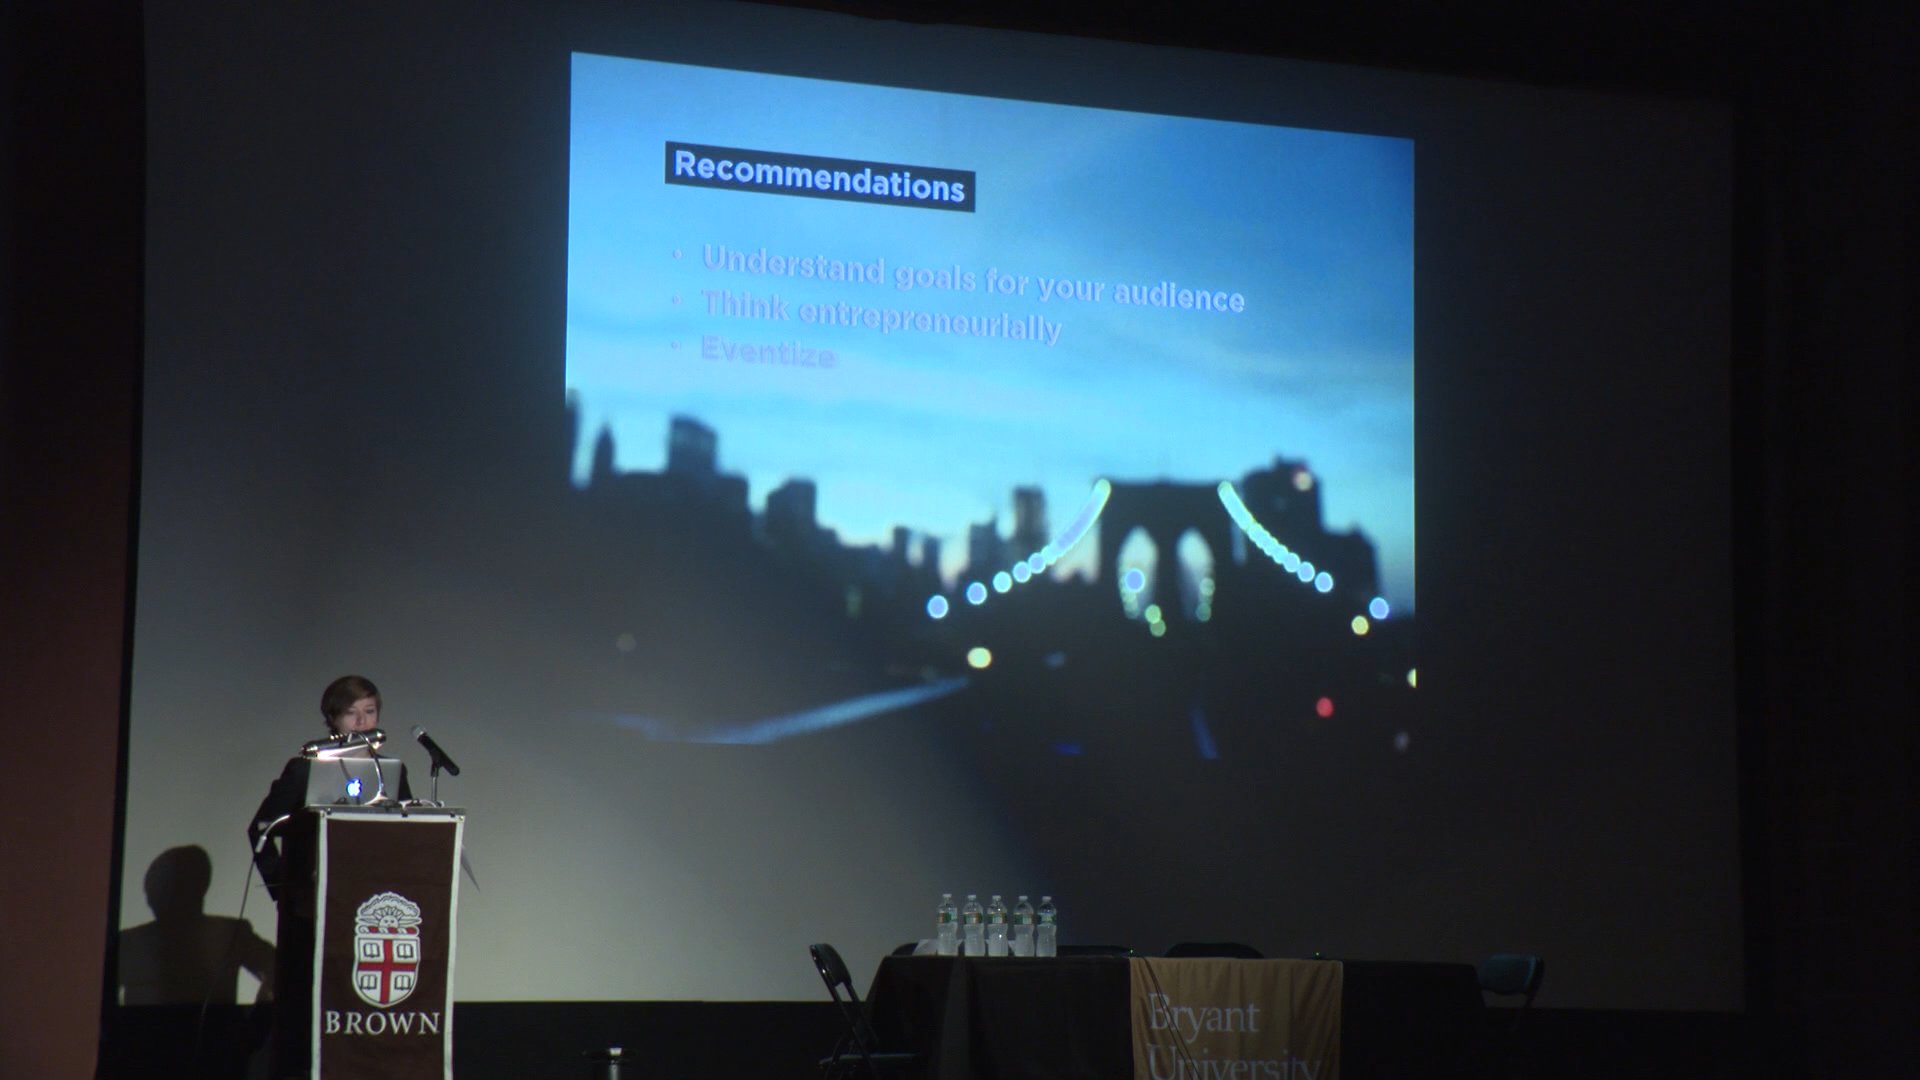 Recommendations
• Understand goals for your audience
• Think entrepreneurially
• Eventize
BROWN
Bryant
University